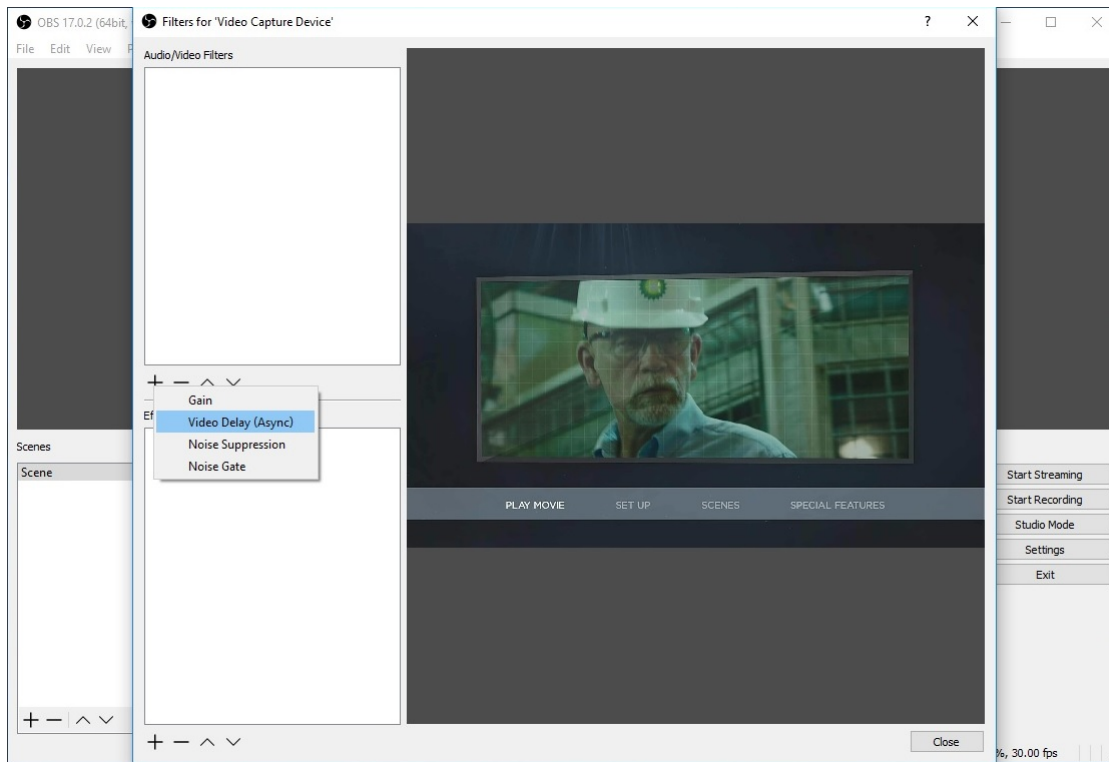 OBS 17.0.2 (64bit,
File Edit View
Filters for 'Video Capture Device'
?
Audio/Video Filters
Gain
Video Delay (Async)
Noise Suppression
Noise Gate
PLAY MOVIE SET UP SCENES SPECIAL FEATURES
Close
Scenes
Scene
Start Streaming
Start Recording
Studio Mode
Settings
Exit
%, 30.00 fps